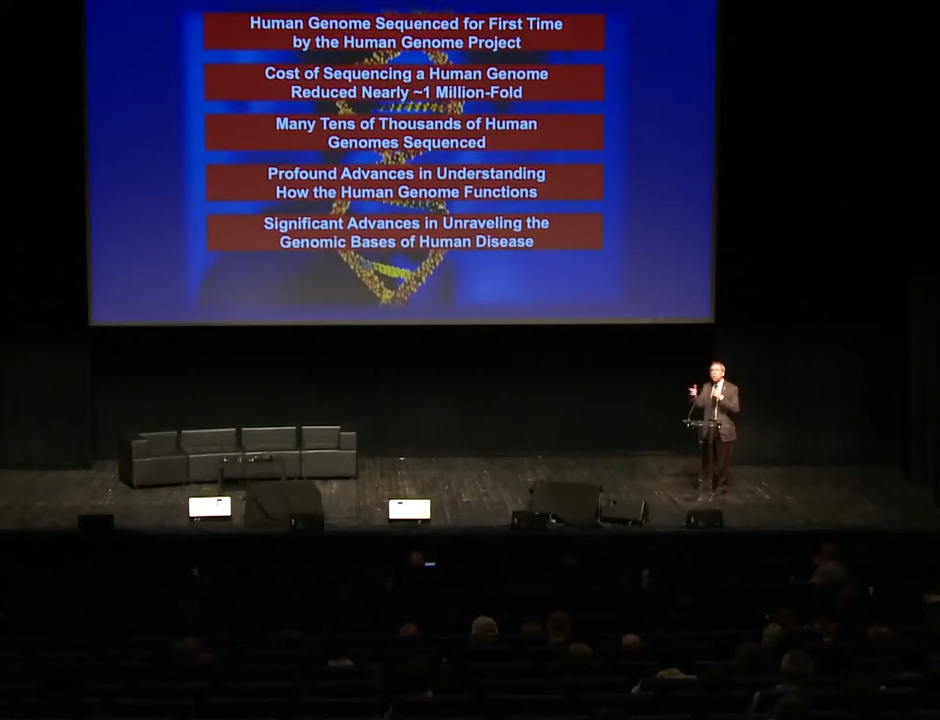 Human Genome Sequenced for First Time
by the Human Genome Project
Cost of Sequencing a Human Genome
Reduced Nearly ~1 Million-Fold
Many Tens of Thousands of Human
Genomes Sequenced
Profound Advances in Understanding
How the Human Genome Functions
Significant Advances in Unraveling the
Genomic Bases of Human Disease